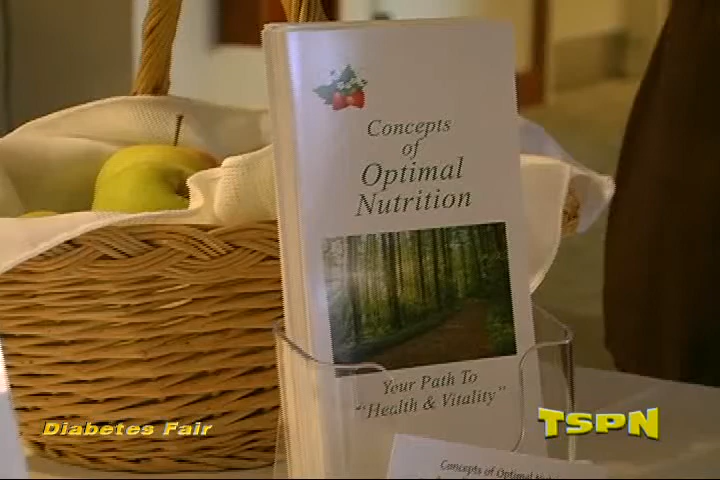 Concepts
of
Optimal
Nutrition
Your Path To
"Health & Vitality"
Concepts Of Optimal
Diabetes Fair
TSPN